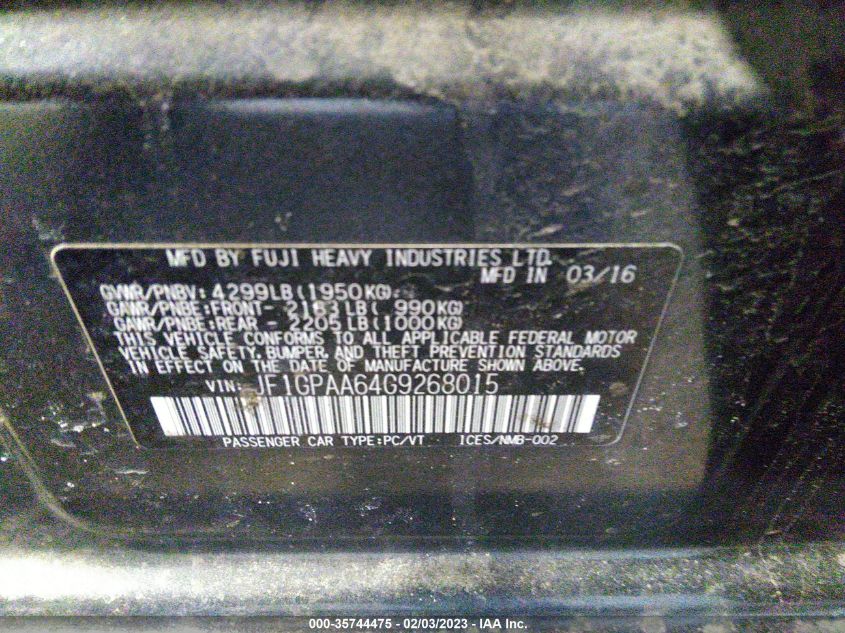 MFD BY FUJI HEAVY INDUSTRIES LTD.
MFD IN 03/16
GVWR/PNBV: 4299LB(1950KG)
GAWR/PNBE:FRONT- 2183LB( 990KG)
GAWR/PNBE:REAR - 2205LB(1000KG)
THIS VEHICLE CONFORMS TO ALL APPLICABLE FEDERAL MOTOR
VEHICLE SAFETY, BUMPER, AND THEFT PREVENTION STANDARDS
IN EFFECT ON THE DATE OF MANUFACTURE SHOWN ABOVE.
VIN: JF1GPAA64G9268015
PASSENGER CAR TYPE:PC/VT ICES/NMB-002
000-35744475 - 02/03/2023 - IAA Inc.